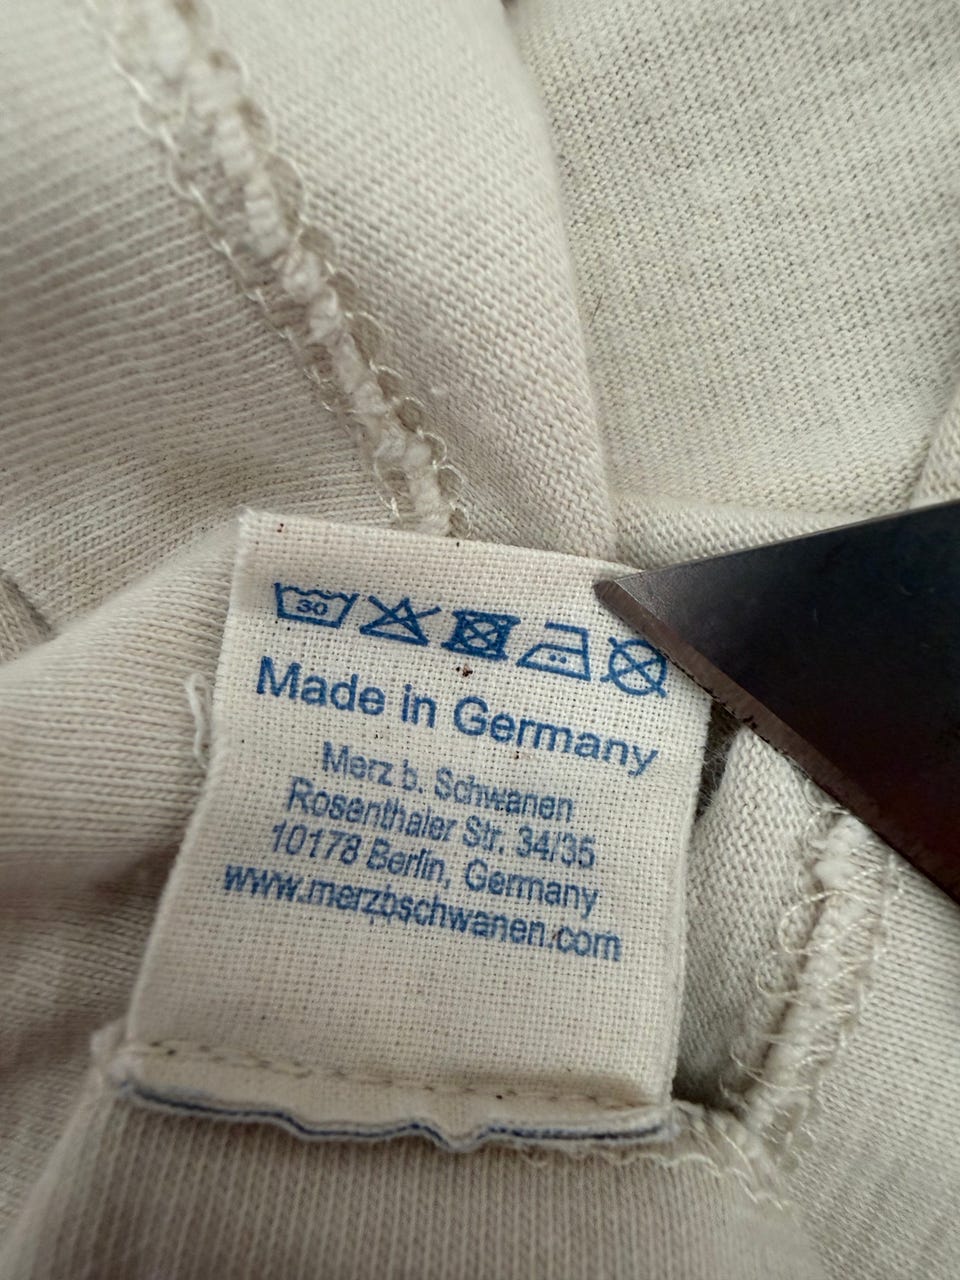 30
Made in Germany
Merz b. Schwanen
Rosenthaler Str. 34/35
10178 Berlin, Germany
www.merzbschwanen.com